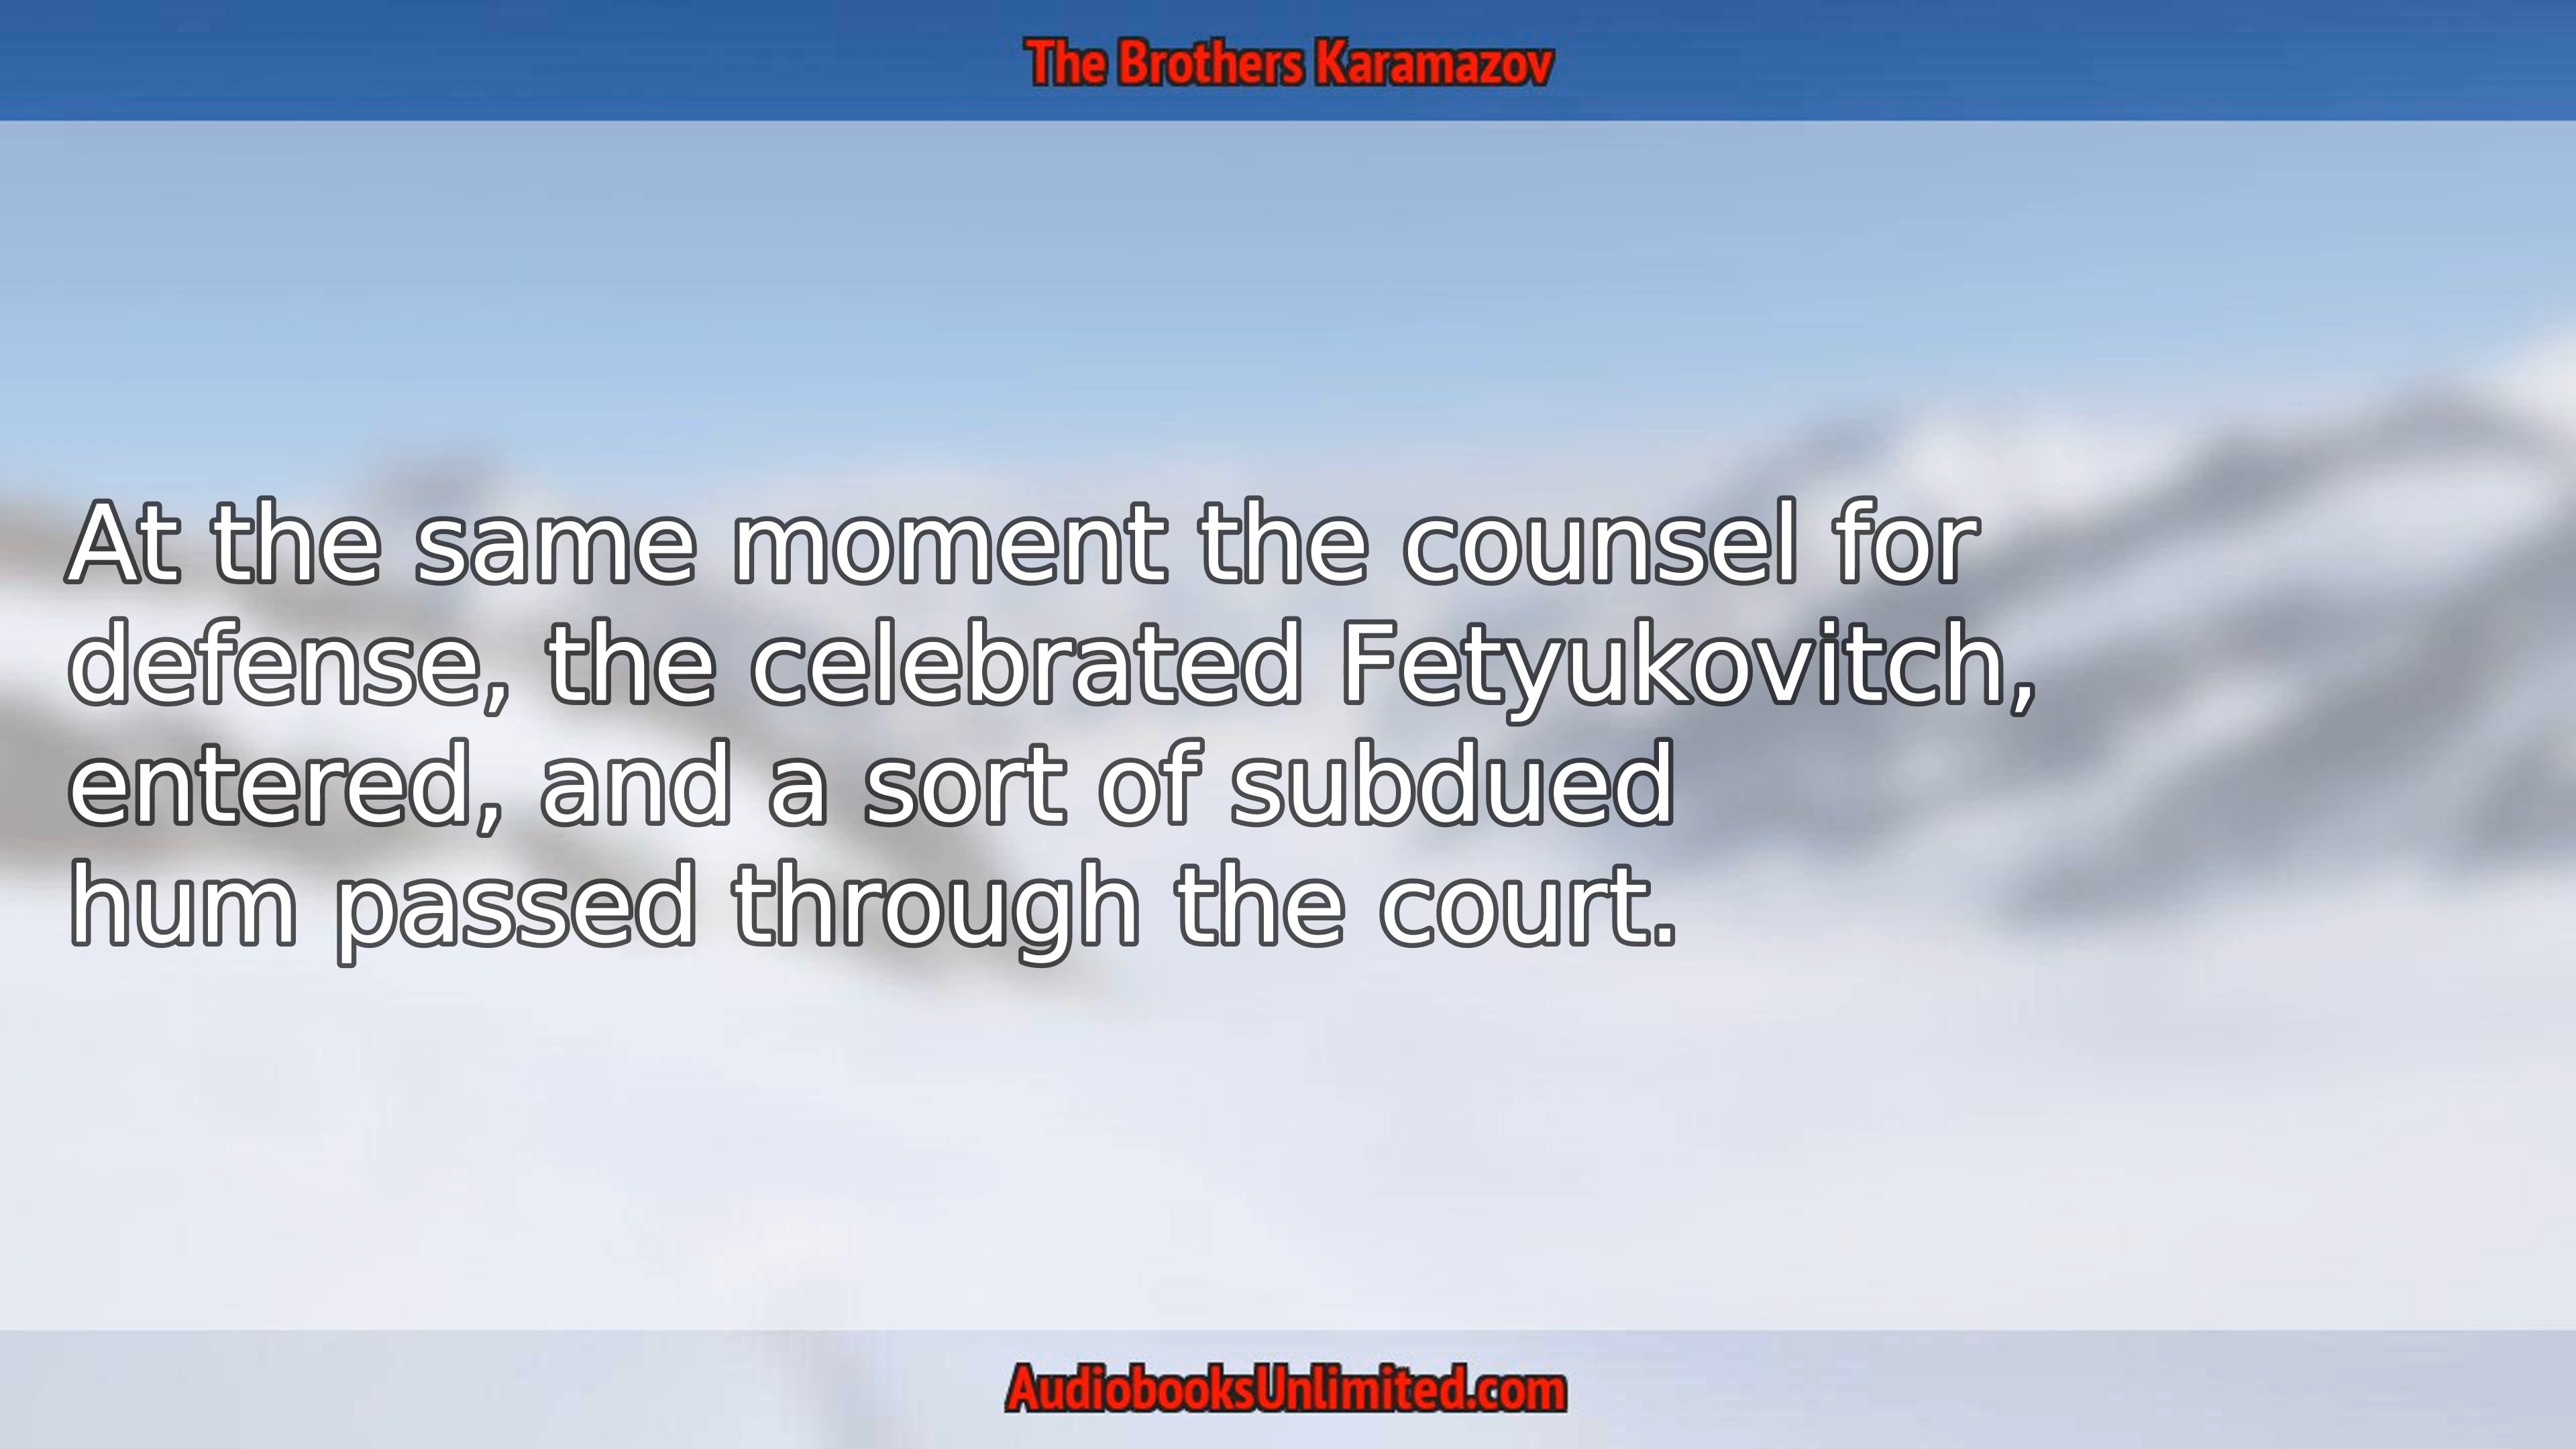 The Brothers Karamazov
At the same moment the counsel for
defense, the celebrated Fetyukovitch,
entered, and a sort of subdued
hum passed through the court.
AudiobooksUnlimited.com